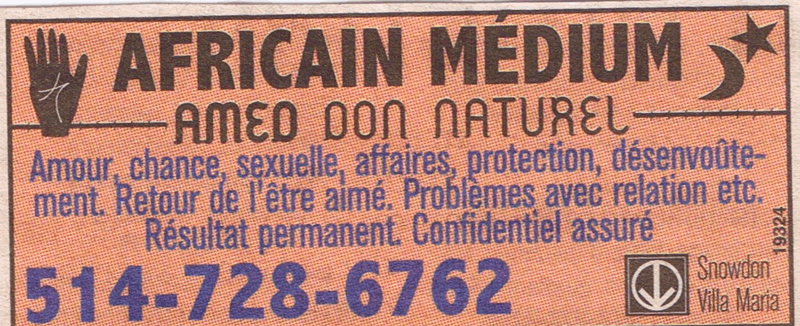 AFRICAIN MÉDIUM
AMED DON NATUREL
Amour, chance, sexuelle, affaires, protection, désenvoûte-
ment. Retour de l'être aimé. Problèmes avec relation etc.
Résultat permanent. Confidentiel assuré
514-728-6762
Snowdon
Villa Maria
19324